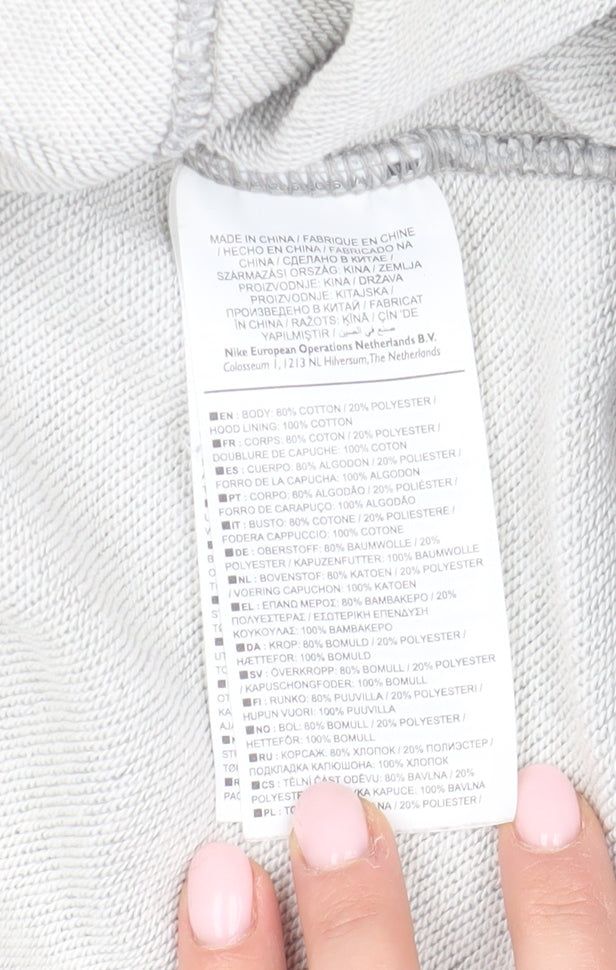 MADE IN CHINA / FABRIQUE EN CHINE
/ HECHO EN CHINA / FABRICADO NA
CHINA / СДЕЛАНО В КИТАЕ /
SZÁRMAZÁSI ORSZÁG: KÍNA / ZEMLJA
PROIZVODNJE: KINA / DRŽAVA
PROIZVODNJE: KITAJSKA /
ПРОИЗВЕДЕНО В КИТАЙ / FABRICAT
ÎN CHINA / RAŽOTS: ĶĪNA / ÇİN 'DE
YAPILMIŞTIR / صنع في الصين
Nike European Operations Netherlands B.V.
Colosseum 1, 1213 NL Hilversum, The Netherlands
EN : BODY: 80% COTTON / 20% POLYESTER /
HOOD LINING: 100% COTTON
FR : CORPS: 80% COTON / 20% POLYESTER /
DOUBLURE DE CAPUCHE: 100% COTON
ES : CUERPO: 80% ALGODON / 20% POLIESTER /
FORRO DE LA CAPUCHA: 100% ALGODON
PT : CORPO: 80% ALGODÃO / 20% POLIÉSTER /
FORRO DE CARAPUÇO: 100% ALGODÃO
IT : BUSTO: 80% COTONE / 20% POLIESTERE /
FODERA CAPPUCCIO: 100% COTONE
DE : OBERSTOFF: 80% BAUMWOLLE / 20%
POLYESTER / KAPUZENFUTTER: 100% BAUMWOLLE
NL : BOVENSTOF: 80% KATOEN / 20% POLYESTER
/ VOERING CAPUCHON: 100% KATOEN
EL : ΕΠΑΝΩ ΜΕΡΟΣ: 80% ΒΑΜΒΑΚΕΡΟ / 20%
ΠΟΛΥΕΣΤΕΡΑΣ / ΕΣΩΤΕΡΙΚΗ ΕΠΕΝΔΥΣΗ
ΚΟΥΚΟΥΛΑΣ: 100% ΒΑΜΒΑΚΕΡΟ
DA : KROP: 80% BOMULD / 20% POLYESTER /
HÆTTEFOR: 100% BOMULD
SV : ÖVERKROPP: 80% BOMULL / 20% POLYESTER
/ KAPUSCHONGFODER: 100% BOMULL
FI : RUNKO: 80% PUUVILLA / 20% POLYESTERI /
HUPUN VUORI: 100% PUUVILLA
NO : BOL: 80% BOMULL / 20% POLYESTER /
HETTEFÔR: 100% BOMULL
RU : КОРСАЖ: 80% ХЛОПОК / 20% ПОЛИЭСТЕР /
ПОДКЛАДКА КАПЮШОНА: 100% ХЛОПОК
CS : TĚLNÍ ČÁST ODĚVU: 80% BAVLNA / 20%
POLYESTER KAPUCE: 100% BAVLNA
PL : 20% POLIESTER /